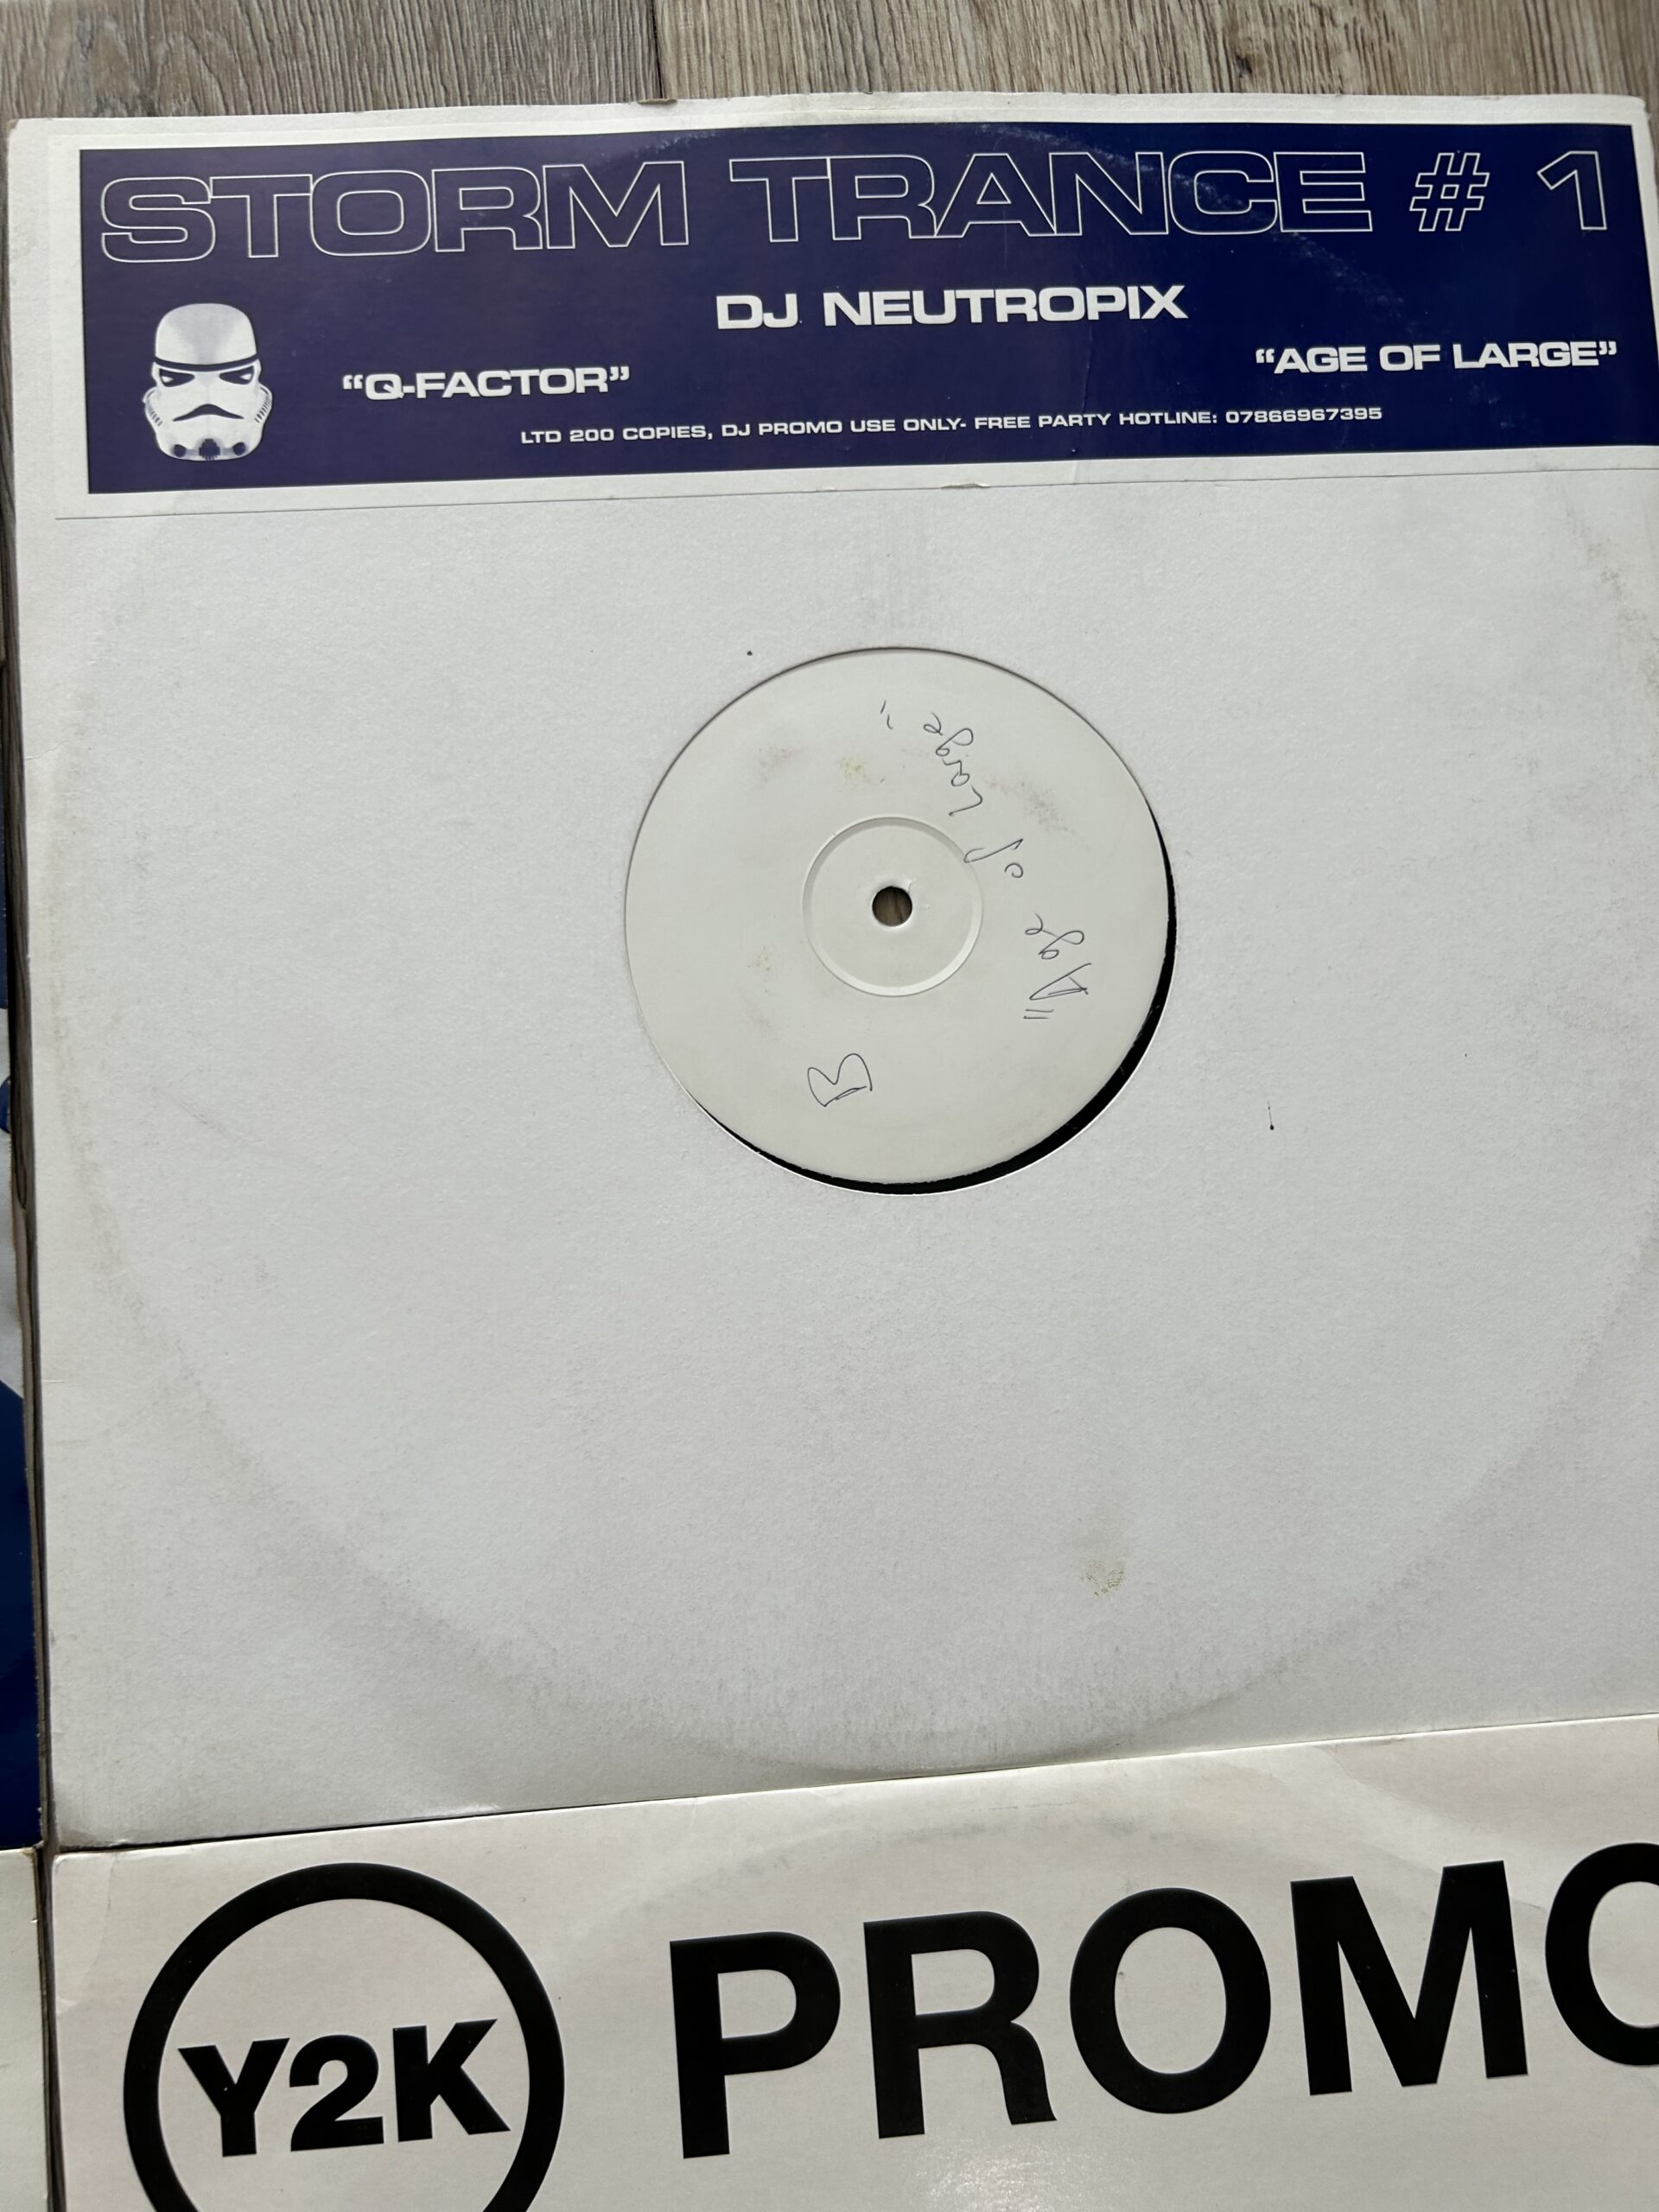 STORM TRANCE # 1
DJ NEUTROPIX
“Q-FACTOR”
“AGE OF LARGE”
LTD 200 COPIES, DJ PROMO USE ONLY- FREE PARTY HOTLINE: 07866967395
"Age of Large"
B
Y2K
PROMO